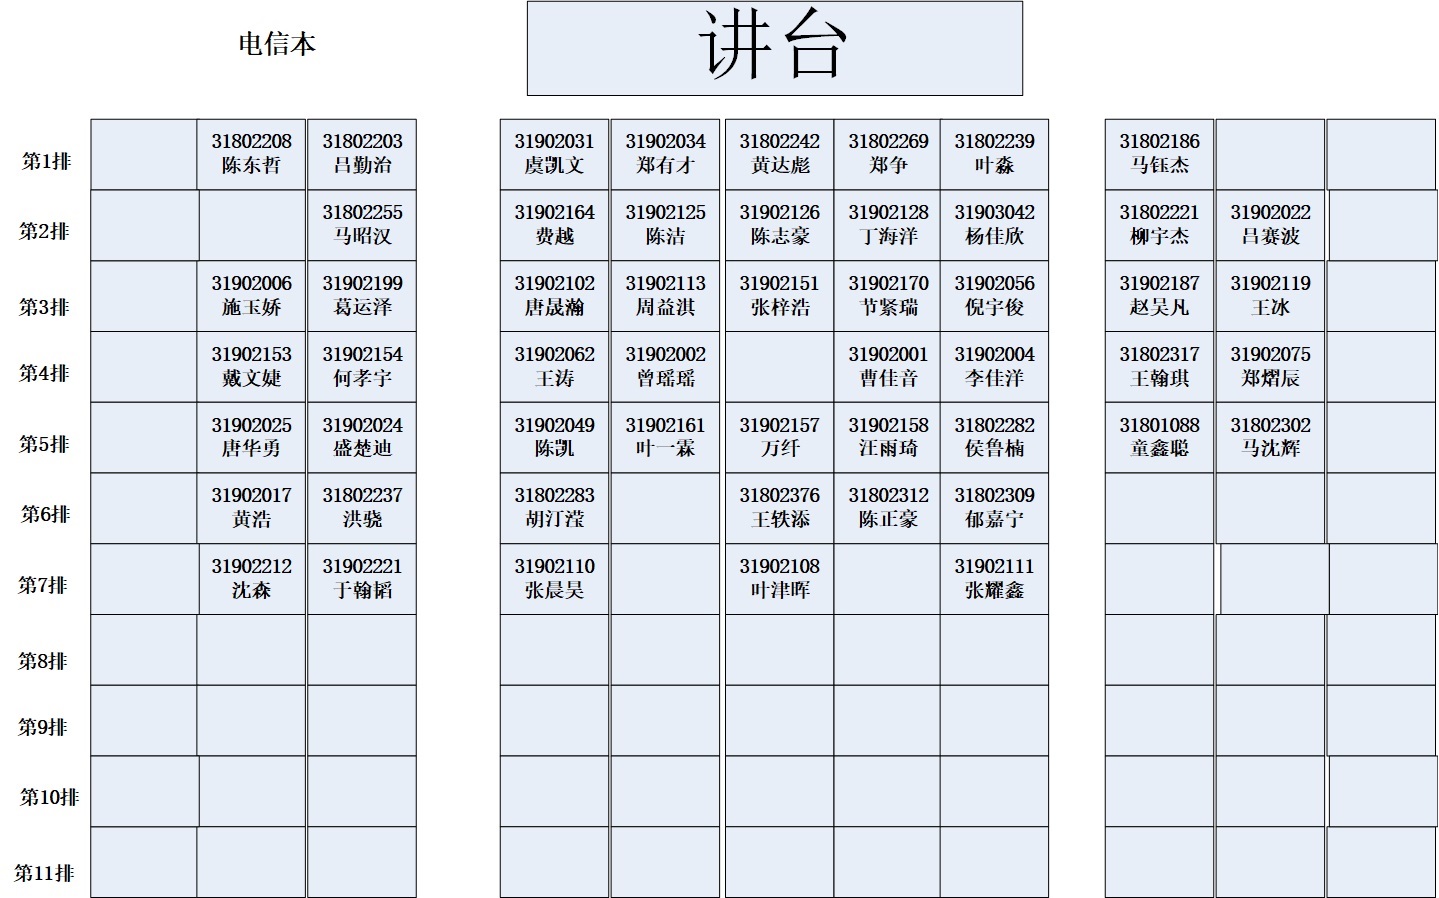 电信本
讲台
第1排
31802208 31802203 31902031 31902034 31802242 31802269 31802239 31802186
陈东哲 吕勤治 虞凯文 郑有才 黄达彪 郑争 叶淼 马钰杰
第2排
31802255 31902164 31902125 31902126 31902128 31903042 31802221 31902022
马昭汉 费越 陈洁 陈志豪 丁海洋 杨佳欣 柳宇杰 吕赛波
第3排
31902006 31902199 31902102 31902113 31902151 31902170 31902056 31902187 31902119
施玉娇 葛运泽 唐晟瀚 周益淇 张梓浩 节紧瑞 倪宇俊 赵吴凡 王冰
第4排
31902153 31902154 31902062 31902002 31902001 31902004 31802317 31902075
戴文婕 何孝宇 王涛 曾瑶瑶 曹佳音 李佳洋 王翰琪 郑熠辰
第5排
31902025 31902024 31902049 31902161 31902157 31902158 31802282 31801088 31802302
唐华勇 盛楚迪 陈凯 叶一霖 万纤 汪雨琦 侯鲁楠 童鑫聪 马沈辉
第6排
31902017 31802237 31802283 31802376 31802312 31802309
黄浩 洪骁 胡汀滢 王轶添 陈正豪 郁嘉宁
第7排
31902212 31902221 31902110 31902108 31902111
沈森 于翰韬 张晨昊 叶津晖 张耀鑫
第8排
第9排
第10排
第11排